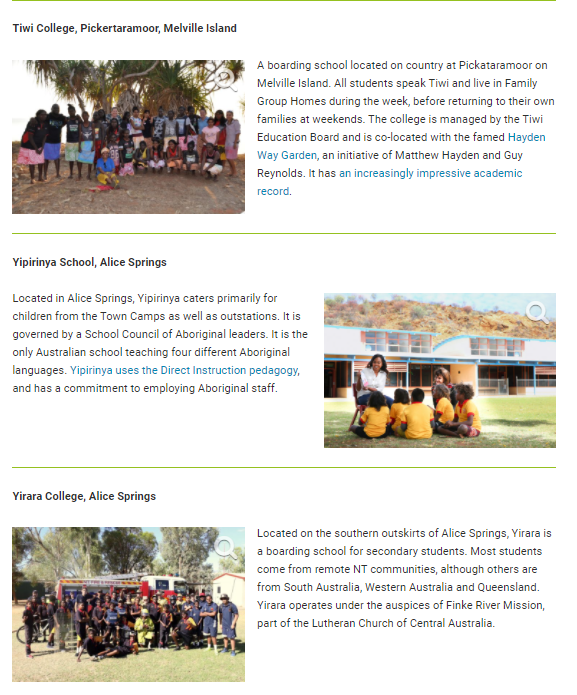 Tiwi College, Pickertaramoor, Melville Island
A boarding school located on country at Pickataramoor on
Melville Island. All students speak Tiwi and live in Family
Group Homes during the week, before returning to their own
families at weekends. The college is managed by the Tiwi
Education Board and is co-located with the famed Hayden
Way Garden, an initiative of Matthew Hayden and Guy
Reynolds. It has an increasingly impressive academic
record.
Yipirinya School, Alice Springs
Located in Alice Springs, Yipirinya caters primarily for
children from the Town Camps as well as outstations. It is
governed by a School Council of Aboriginal leaders. It is the
only Australian school teaching four different Aboriginal
languages. Yipirinya uses the Direct Instruction pedagogy,
and has a commitment to employing Aboriginal staff.
Yirara College, Alice Springs
Located on the southern outskirts of Alice Springs, Yirara is
a boarding school for secondary students. Most students
come from remote NT communities, although others are
from South Australia, Western Australia and Queensland.
Yirara operates under the auspices of Finke River Mission,
part of the Lutheran Church of Central Australia.